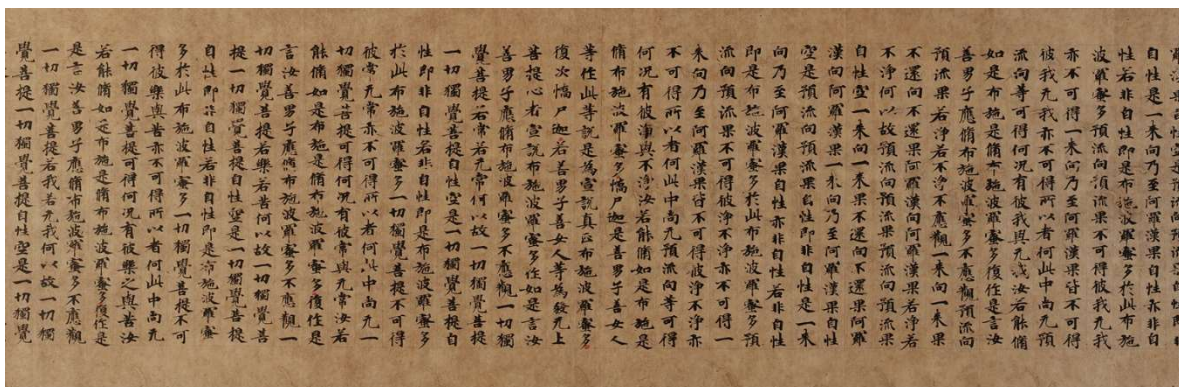 自性是一來向乃至阿羅漢果自性亦非自
性若非自性即是布施波羅蜜多於此布施
波羅蜜多預流向預流果不可得彼我无我
亦不可得一來向乃至阿羅漢果皆不可得
彼我无我亦不可得所以者何此中尚无預
流向等可得何況有彼我與无我汝若能脩
如是布施是脩布施波羅蜜多復作是言汝
善男子應脩布施波羅蜜多不應觀預流向
預流果若淨若不淨不應觀一來向一來果
不還向不還果阿羅漢向阿羅漢果若淨若
不淨何以故預流向預流果預流向預流果
自性空一來向一來果不還向不還果阿羅
漢向阿羅漢果一來向乃至阿羅漢果自性
空是預流向預流果自性即非自性是一來
向乃至阿羅漢果自性亦非自性若非自性
即是布施波羅蜜多於此布施波羅蜜多預
流向預流果不可得彼淨不淨亦不可得一
來向乃至阿羅漢果皆不可得彼淨不淨亦
不可得所以者何此中尚无預流向等可得
何況有彼淨與不淨汝若能脩如是布施是
脩布施波羅蜜多憍尸迦是善男子善女人
等作此等說是為宣說真正布施波羅蜜多
復次憍尸迦若善男子善女人等為發无上
菩提心者宣說布施波羅蜜多作如是言汝
善男子應脩布施波羅蜜多不應觀一切獨
覺菩提若常若无常何以故一切獨覺菩提
一切獨覺菩提自性空是一切獨覺菩提自
性即非自性若非自性即是布施波羅蜜多
於此布施波羅蜜多一切獨覺菩提不可得
彼常无常亦不可得所以者何此中尚无一
切獨覺菩提可得何況有彼常與无常汝若
能脩如是布施是脩布施波羅蜜多復作是
言汝善男子應脩布施波羅蜜多不應觀一
切獨覺菩提若樂若苦何以故一切獨覺菩
提一切獨覺菩提自性空是一切獨覺菩提
自性即非自性若非自性即是布施波羅蜜
多於此布施波羅蜜多一切獨覺菩提不可
得彼樂與苦亦不可得所以者何此中尚无
一切獨覺菩提可得何況有彼樂之與苦汝
若能脩如是布施是脩布施波羅蜜多復作
是言汝善男子應脩布施波羅蜜多不應觀
一切獨覺菩提若我若无我何以故一切獨
覺菩提一切獨覺菩提自性空是一切獨覺